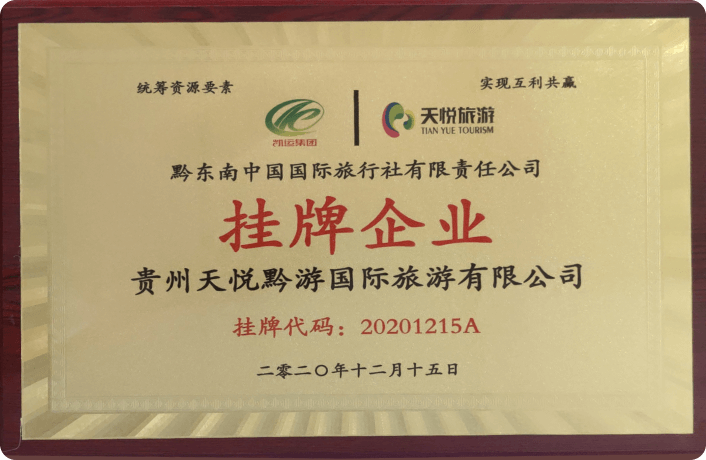 统筹资源要素
实现互利共赢
凯运集团
天悦旅游
TIAN YUE TOURISM
黔东南中国国际旅行社有限责任公司
挂牌企业
贵州天悦黔游国际旅游有限公司
挂牌代码：20201215A
二零二〇年十二月十五日